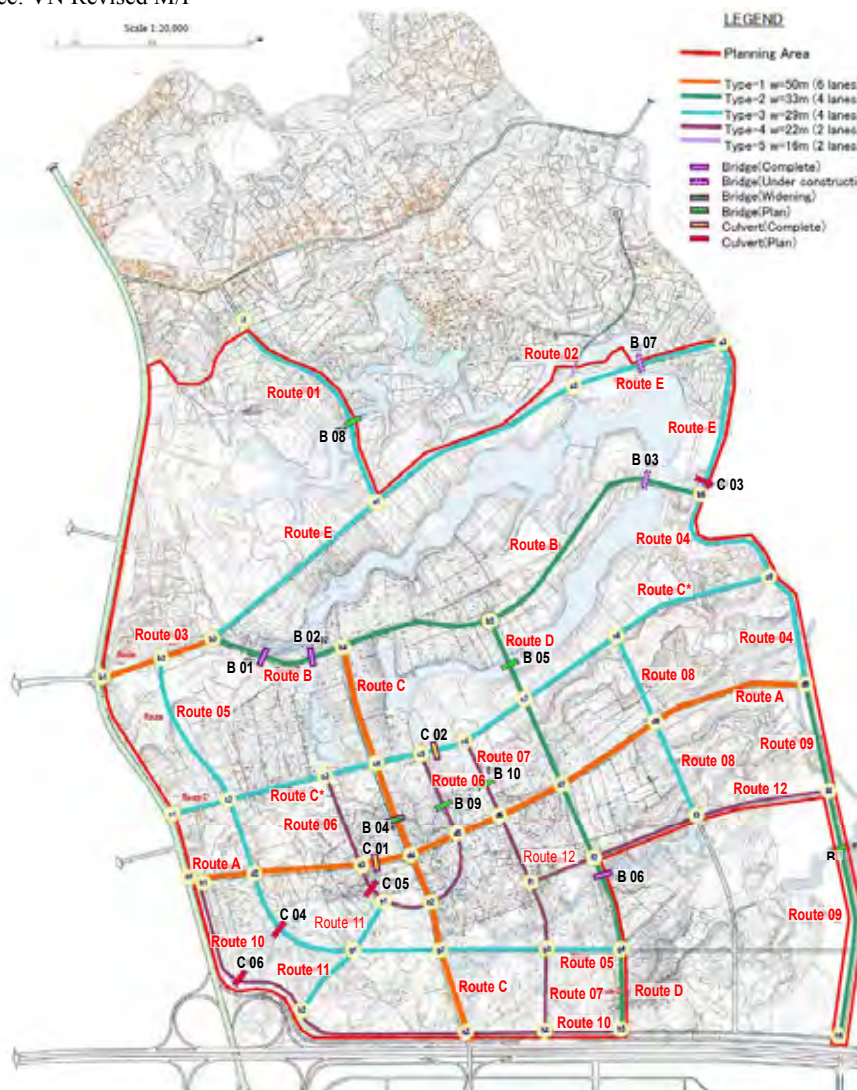 VN Revised M/P
Scale 1:20,000
LEGEND
Planning Area
Type-1 w=50m (6 lanes
Type-2 w=33m (4 lanes
Type-3 w=29m (4 lanes
Type-4 w=22m (2 lanes
Type-5 w=16m (2 lanes
Bridge(Complete)
Bridge(Under constructi
Bridge(Widening)
Bridge(Plan)
Culvert(Complete)
Culvert(Plan)
B 07
Route 02
Route E
Route 01
Route E
B 08
B 03
C 03
Route E
Route B
Route 04
Route C*
Route 03
B 02
Route D
Route 04
B 01
Route B
B 05
Route C
Route 08
Route A
Route 05
C 02
Route 07
Route 09
Route 08
B 10
Route 06
Route 12
Route C*
B 09
Route 06
B 04
C 01
Route 12
Route A
B 06
C 05
Route 09
C 04
Route 11
Route 10
Route 05
C 06
Route 11
Route C
Route 07
Route D
Route 10